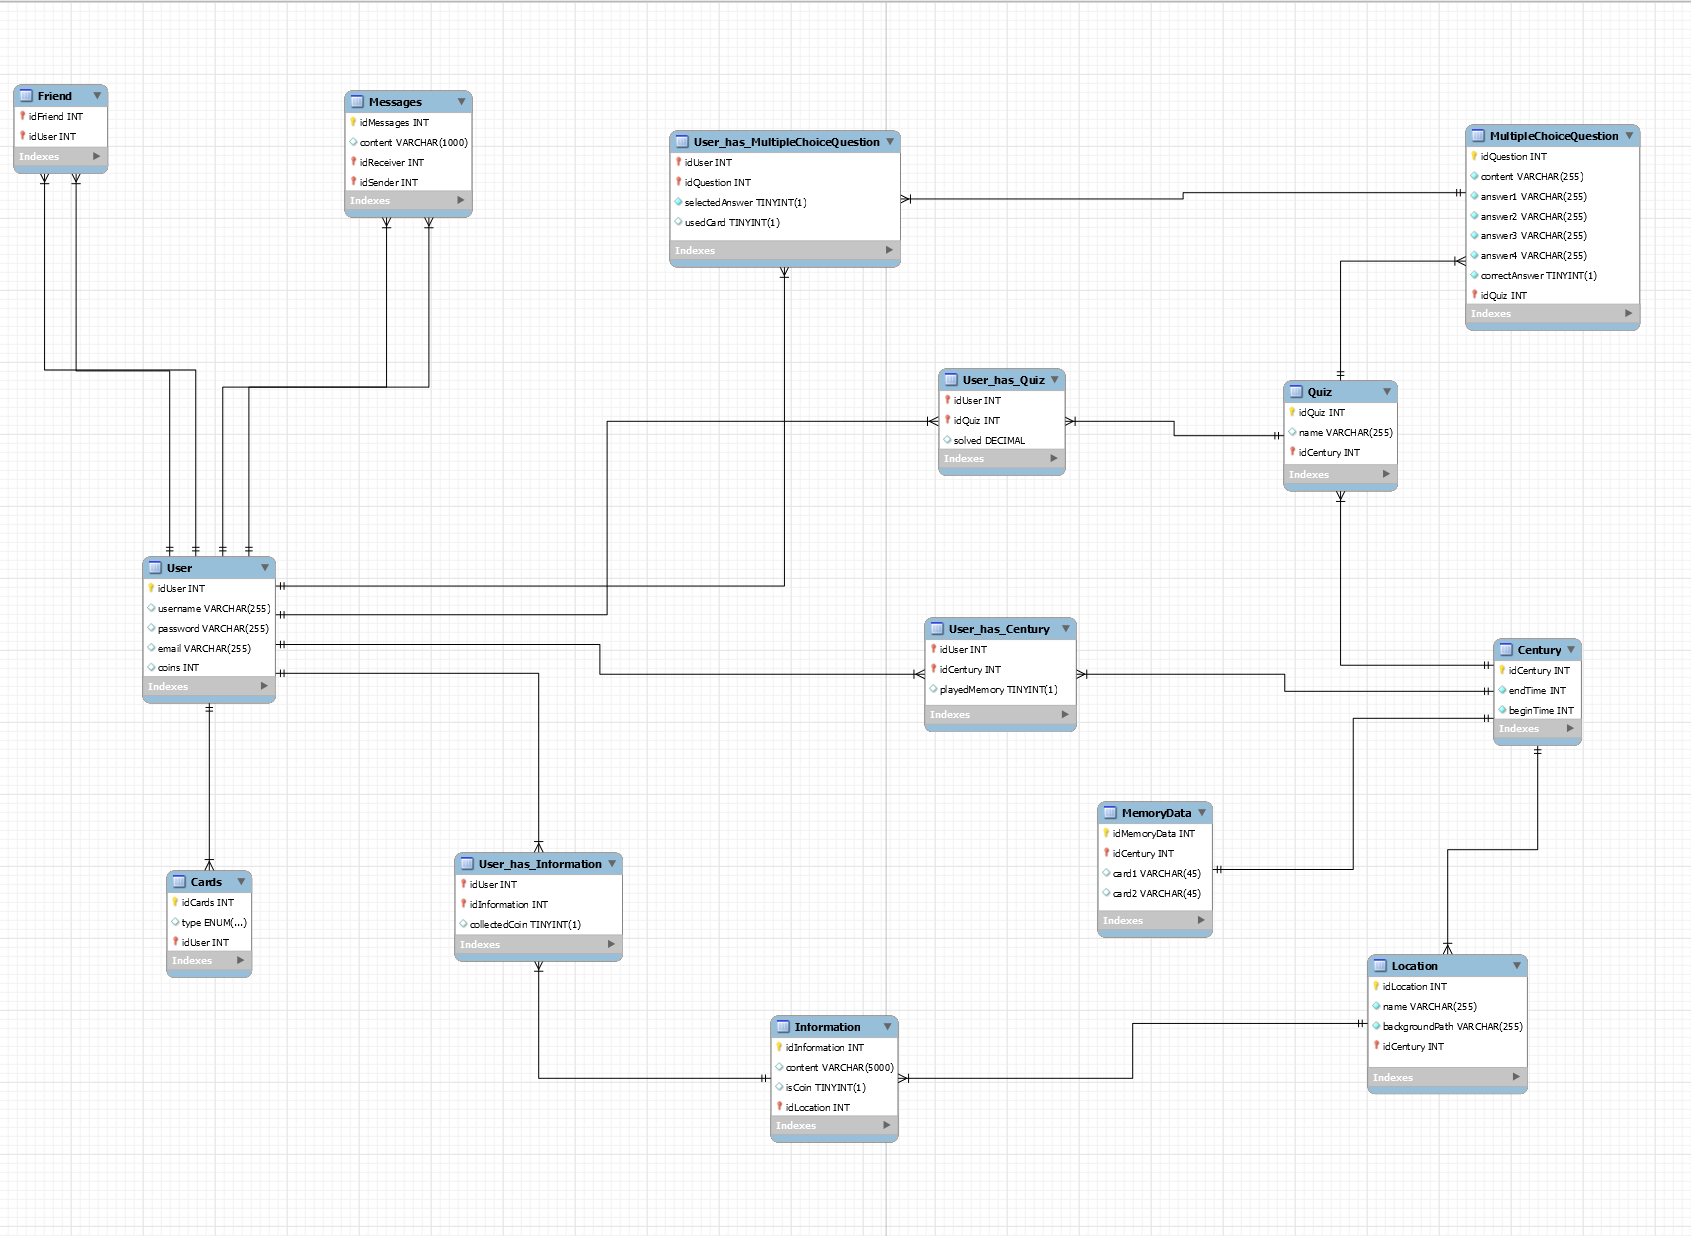 Friend
idFriend INT
idUser INT
Indexes
Messages
idMessages INT
content VARCHAR(1000)
idReceiver INT
idSender INT
Indexes
User_has_MultipleChoiceQuestion
idUser INT
idQuestion INT
selectedAnswer TINYINT(1)
usedCard TINYINT(1)
Indexes
MultipleChoiceQuestion
idQuestion INT
content VARCHAR(255)
answer1 VARCHAR(255)
answer2 VARCHAR(255)
answer3 VARCHAR(255)
answer4 VARCHAR(255)
correctAnswer TINYINT(1)
idQuiz INT
Indexes
User_has_Quiz
idUser INT
idQuiz INT
solved DECIMAL
Indexes
Quiz
idQuiz INT
name VARCHAR(255)
idCentury INT
Indexes
User
idUser INT
username VARCHAR(255)
password VARCHAR(255)
email VARCHAR(255)
coins INT
Indexes
User_has_Century
idUser INT
idCentury INT
playedMemory TINYINT(1)
Indexes
Century
idCentury INT
endTime INT
beginTime INT
Indexes
MemoryData
idMemoryData INT
idCentury INT
card1 VARCHAR(45)
card2 VARCHAR(45)
Indexes
Cards
idCards INT
type ENUM(...)
idUser INT
Indexes
User_has_Information
idUser INT
idInformation INT
collectedCoin TINYINT(1)
Indexes
Location
idLocation INT
name VARCHAR(255)
backgroundPath VARCHAR(255)
idCentury INT
Indexes
Information
idInformation INT
content VARCHAR(5000)
isCoin TINYINT(1)
idLocation INT
Indexes